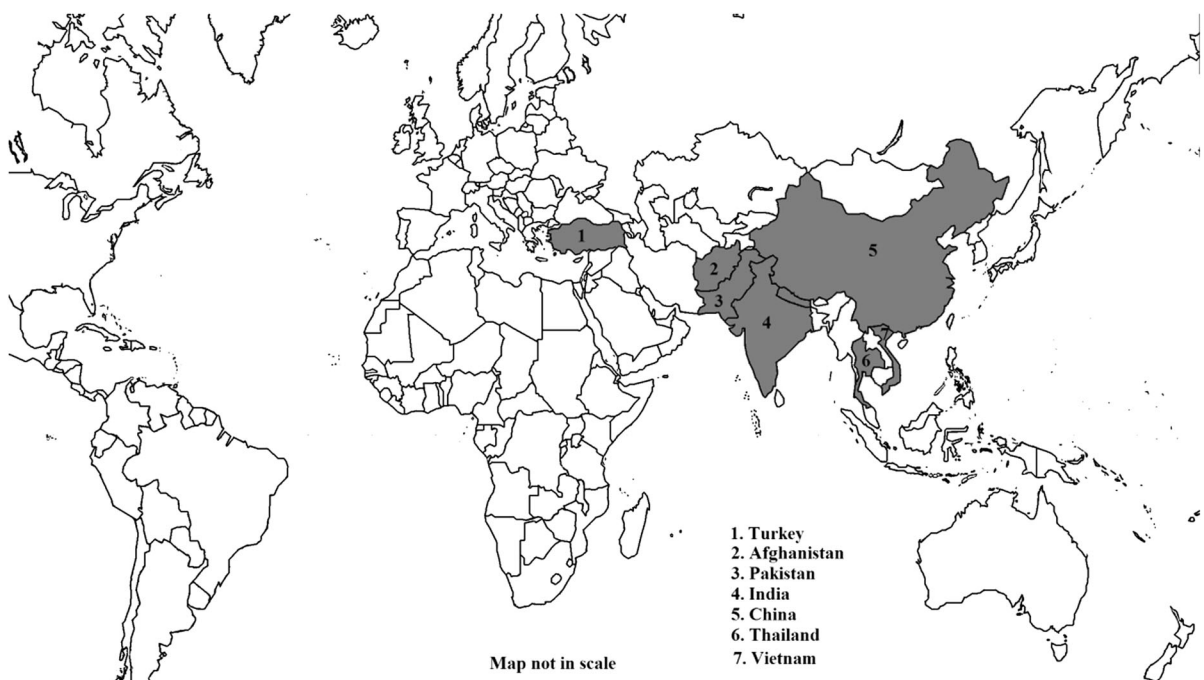 1
2
3
4
5
6
7
1. Turkey
2. Afghanistan
3. Pakistan
4. India
5. China
6. Thailand
7. Vietnam
Map not in scale